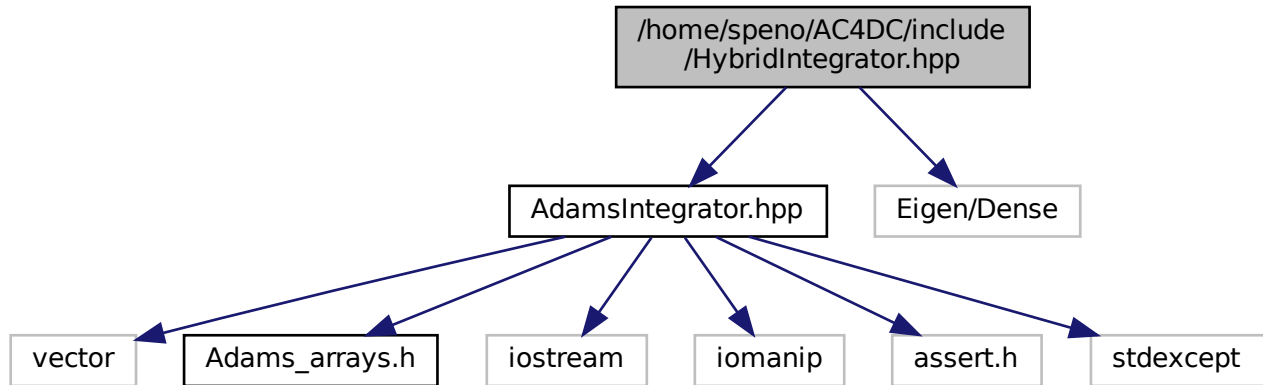 /home/speno/AC4DC/include
/HybridIntegrator.hpp
AdamsIntegrator.hpp
Eigen/Dense
vector
Adams_arrays.h
iostream
iomanip
assert.h
stdexcept